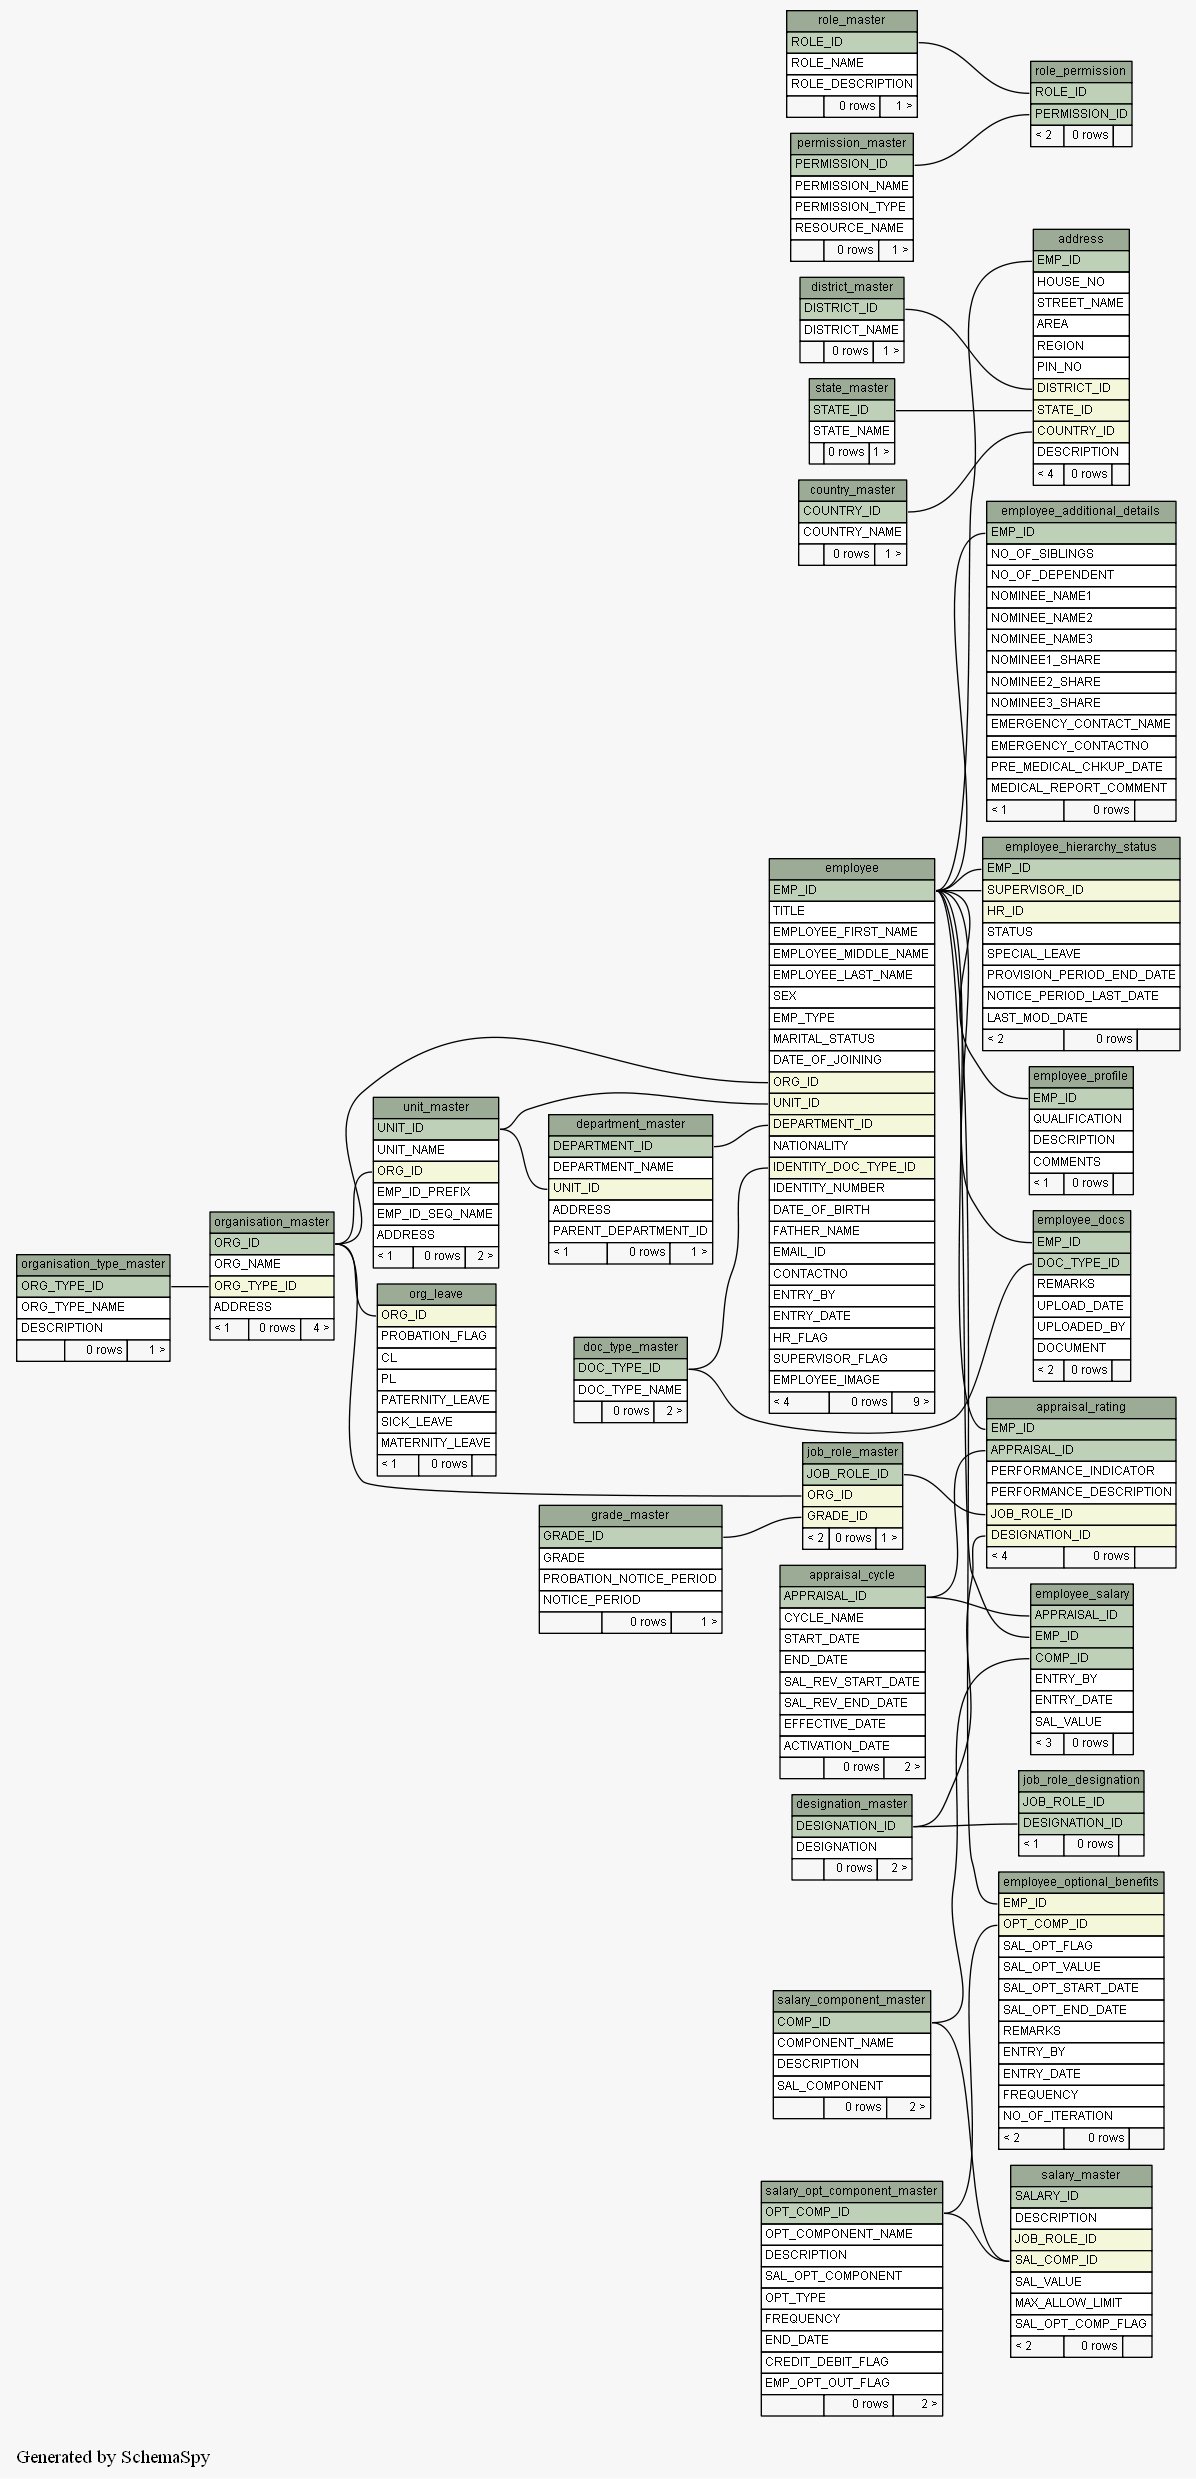 role_master
ROLE_ID
ROLE_NAME
ROLE_DESCRIPTION
0 rows 1 >
role_permission
ROLE_ID
PERMISSION_ID
< 2 0 rows
permission_master
PERMISSION_ID
PERMISSION_NAME
PERMISSION_TYPE
RESOURCE_NAME
0 rows 1 >
address
EMP_ID
HOUSE_NO
STREET_NAME
AREA
REGION
PIN_NO
DISTRICT_ID
STATE_ID
COUNTRY_ID
DESCRIPTION
< 4 0 rows
district_master
DISTRICT_ID
DISTRICT_NAME
0 rows 1 >
state_master
STATE_ID
STATE_NAME
0 rows 1 >
country_master
COUNTRY_ID
COUNTRY_NAME
0 rows 1 >
employee_additional_details
EMP_ID
NO_OF_SIBLINGS
NO_OF_DEPENDENT
NOMINEE_NAME1
NOMINEE_NAME2
NOMINEE_NAME3
NOMINEE1_SHARE
NOMINEE2_SHARE
NOMINEE3_SHARE
EMERGENCY_CONTACT_NAME
EMERGENCY_CONTACTNO
PRE_MEDICAL_CHKUP_DATE
MEDICAL_REPORT_COMMENT
< 1 0 rows
employee_hierarchy_status
EMP_ID
SUPERVISOR_ID
HR_ID
STATUS
SPECIAL_LEAVE
PROVISION_PERIOD_END_DATE
NOTICE_PERIOD_LAST_DATE
LAST_MOD_DATE
< 2 0 rows
employee
EMP_ID
TITLE
EMPLOYEE_FIRST_NAME
EMPLOYEE_MIDDLE_NAME
EMPLOYEE_LAST_NAME
SEX
EMP_TYPE
MARITAL_STATUS
DATE_OF_JOINING
ORG_ID
UNIT_ID
DEPARTMENT_ID
NATIONALITY
IDENTITY_DOC_TYPE_ID
IDENTITY_NUMBER
DATE_OF_BIRTH
FATHER_NAME
EMAIL_ID
CONTACTNO
ENTRY_BY
ENTRY_DATE
HR_FLAG
SUPERVISOR_FLAG
EMPLOYEE_IMAGE
< 4 0 rows 9 >
employee_profile
EMP_ID
QUALIFICATION
DESCRIPTION
COMMENTS
< 1 0 rows
unit_master
UNIT_ID
UNIT_NAME
ORG_ID
EMP_ID_PREFIX
EMP_ID_SEQ_NAME
ADDRESS
< 1 0 rows 2 >
department_master
DEPARTMENT_ID
DEPARTMENT_NAME
UNIT_ID
ADDRESS
PARENT_DEPARTMENT_ID
< 1 0 rows 1 >
organisation_master
ORG_ID
ORG_NAME
ORG_TYPE_ID
ADDRESS
< 1 0 rows 4 >
organisation_type_master
ORG_TYPE_ID
ORG_TYPE_NAME
DESCRIPTION
0 rows 1 >
org_leave
ORG_ID
PROBATION_FLAG
CL
PL
PATERNITY_LEAVE
SICK_LEAVE
MATERNITY_LEAVE
< 1 0 rows
doc_type_master
DOC_TYPE_ID
DOC_TYPE_NAME
0 rows 2 >
employee_docs
EMP_ID
DOC_TYPE_ID
REMARKS
UPLOAD_DATE
UPLOADED_BY
DOCUMENT
< 2 0 rows
appraisal_rating
EMP_ID
APPRAISAL_ID
PERFORMANCE_INDICATOR
PERFORMANCE_DESCRIPTION
JOB_ROLE_ID
DESIGNATION_ID
< 4 0 rows
job_role_master
JOB_ROLE_ID
ORG_ID
GRADE_ID
< 2 0 rows 1 >
grade_master
GRADE_ID
GRADE
PROBATION_NOTICE_PERIOD
NOTICE_PERIOD
0 rows 1 >
appraisal_cycle
APPRAISAL_ID
CYCLE_NAME
START_DATE
END_DATE
SAL_REV_START_DATE
SAL_REV_END_DATE
EFFECTIVE_DATE
ACTIVATION_DATE
0 rows 2 >
employee_salary
APPRAISAL_ID
EMP_ID
COMP_ID
ENTRY_BY
ENTRY_DATE
SAL_VALUE
< 3 0 rows
job_role_designation
JOB_ROLE_ID
DESIGNATION_ID
< 1 0 rows
designation_master
DESIGNATION_ID
DESIGNATION
0 rows 2 >
employee_optional_benefits
EMP_ID
OPT_COMP_ID
SAL_OPT_FLAG
SAL_OPT_VALUE
SAL_OPT_START_DATE
SAL_OPT_END_DATE
REMARKS
ENTRY_BY
ENTRY_DATE
FREQUENCY
NO_OF_ITERATION
< 2 0 rows
salary_component_master
COMP_ID
COMPONENT_NAME
DESCRIPTION
SAL_COMPONENT
0 rows 2 >
salary_master
SALARY_ID
DESCRIPTION
JOB_ROLE_ID
SAL_COMP_ID
SAL_VALUE
MAX_ALLOW_LIMIT
SAL_OPT_COMP_FLAG
< 2 0 rows
salary_opt_component_master
OPT_COMP_ID
OPT_COMPONENT_NAME
DESCRIPTION
SAL_OPT_COMPONENT
OPT_TYPE
FREQUENCY
END_DATE
CREDIT_DEBIT_FLAG
EMP_OPT_OUT_FLAG
0 rows 2 >
Generated by SchemaSpy